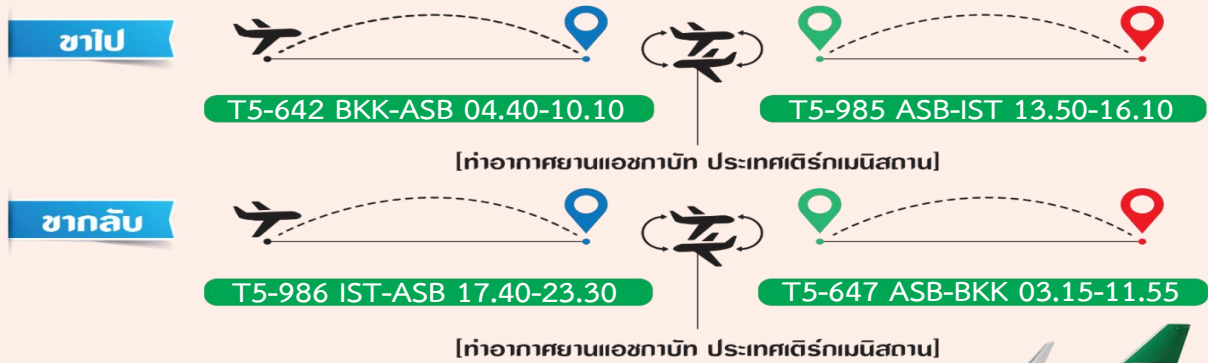 ขาไป
T5-642 BKK-ASB 04.40-10.10
T5-985 ASB-IST 13.50-16.10
[ท่าอากาศยานแอชกาบัท ประเทศเติร์กเมนิสถาน]
ขากลับ
T5-986 IST-ASB 17.40-23.30
T5-647 ASB-BKK 03.15-11.55
[ท่าอากาศยานแอชกาบัท ประเทศเติร์กเมนิสถาน]